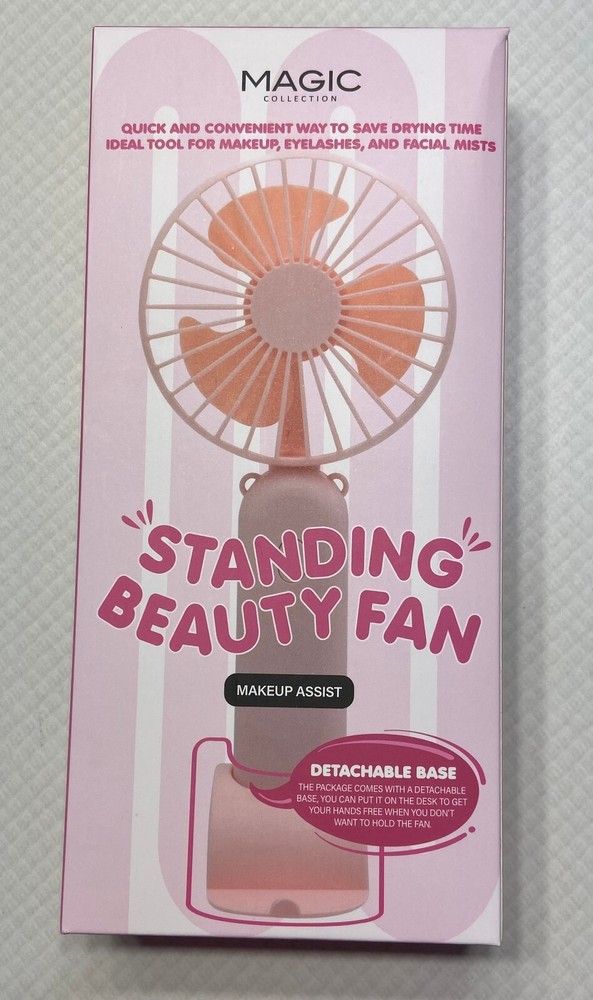 MAGIC
COLLECTION
QUICK AND CONVENIENT WAY TO SAVE DRYING TIME
IDEAL TOOL FOR MAKEUP, EYELASHES, AND FACIAL MISTS
STANDING
BEAUTY FAN
MAKEUP ASSIST
DETACHABLE BASE
THE PACKAGE COMES WITH A DETACHABLE
BASE, YOU CAN PUT IT ON THE DESK TO GET
YOUR HANDS FREE WHEN YOU DON'T
WANT TO HOLD THE FAN.